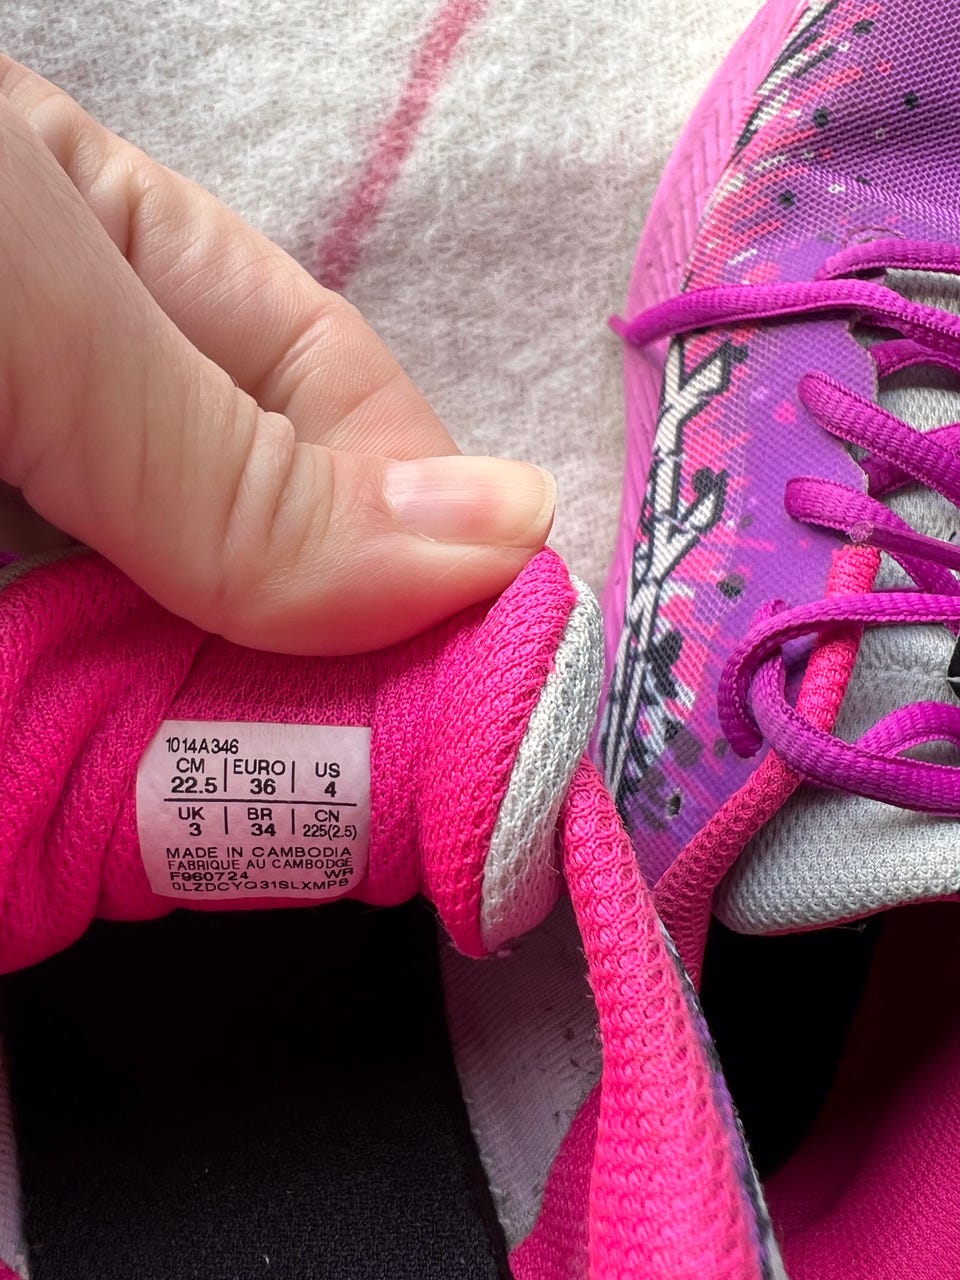 1014A346
CM | EURO | US
22.5 | 36 | 4
UK | BR | CN
3 | 34 | 225(2.5)
MADE IN CAMBODIA
FABRIQUE AU CAMBODGE
F960724 WR
0LZDCYQ31SLXMPB